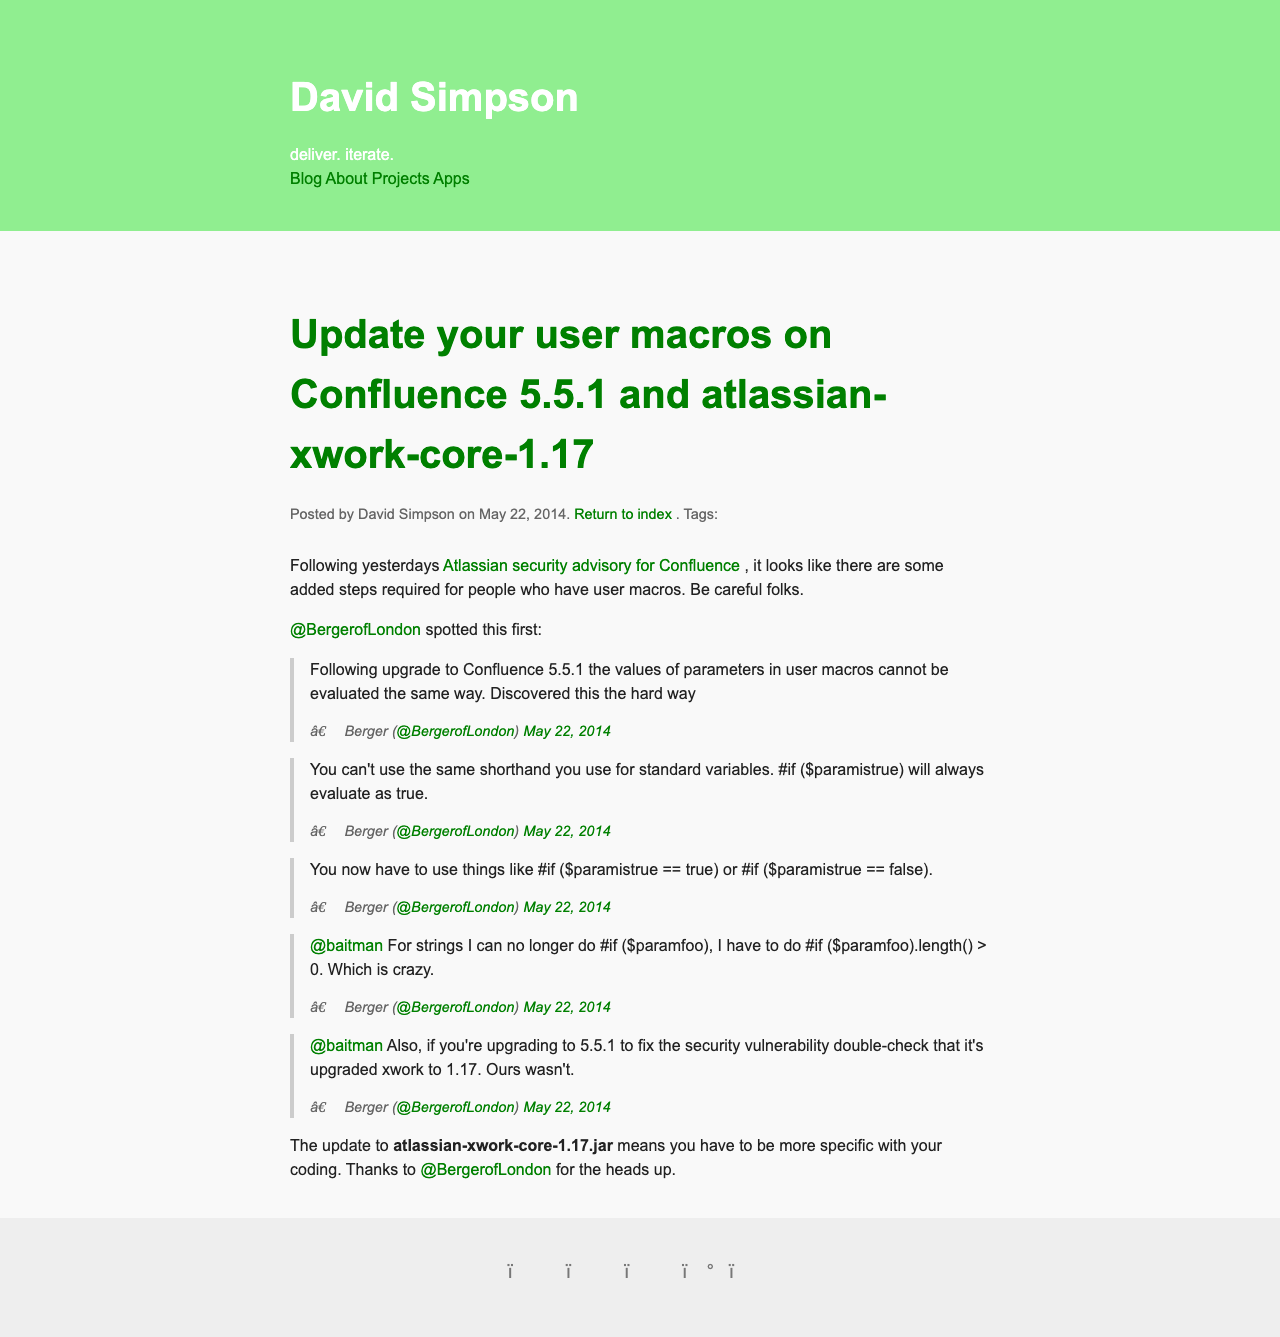 David Simpson
deliver. iterate.
Blog About Projects Apps
Update your user macros on
Confluence 5.5.1 and atlassian-
xwork-core-1.17
Posted by David Simpson on May 22, 2014. Return to index . Tags:
Following yesterdays Atlassian security advisory for Confluence , it looks like there are some
added steps required for people who have user macros. Be careful folks.
@BergerofLondon spotted this first:
Following upgrade to Confluence 5.5.1 the values of parameters in user macros cannot be
evaluated the same way. Discovered this the hard way
â€ Berger (@BergerofLondon) May 22, 2014
You can't use the same shorthand you use for standard variables. #if ($paramistrue) will always
evaluate as true.
â€ Berger (@BergerofLondon) May 22, 2014
You now have to use things like #if ($paramistrue == true) or #if ($paramistrue == false).
â€ Berger (@BergerofLondon) May 22, 2014
@baitman For strings I can no longer do #if ($paramfoo), I have to do #if ($paramfoo).length() >
0. Which is crazy.
â€ Berger (@BergerofLondon) May 22, 2014
@baitman Also, if you're upgrading to 5.5.1 to fix the security vulnerability double-check that it's
upgraded xwork to 1.17. Ours wasn't.
â€ Berger (@BergerofLondon) May 22, 2014
The update to atlassian-xwork-core-1.17.jar means you have to be more specific with your
coding. Thanks to @BergerofLondon for the heads up.
ï ï ï ï ° ï